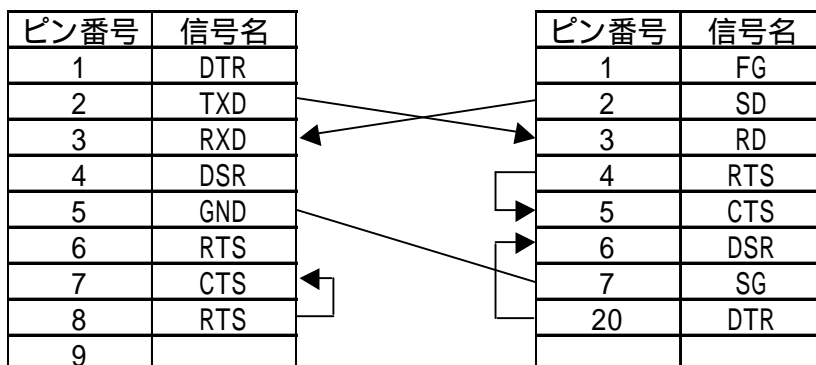 ピン番号 信号名
1 DTR
2 TXD
3 RXD
4 DSR
5 GND
6 RTS
7 CTS
8 RTS
9
ピン番号 信号名
1 FG
2 SD
3 RD
4 RTS
5 CTS
6 DSR
7 SG
20 DTR